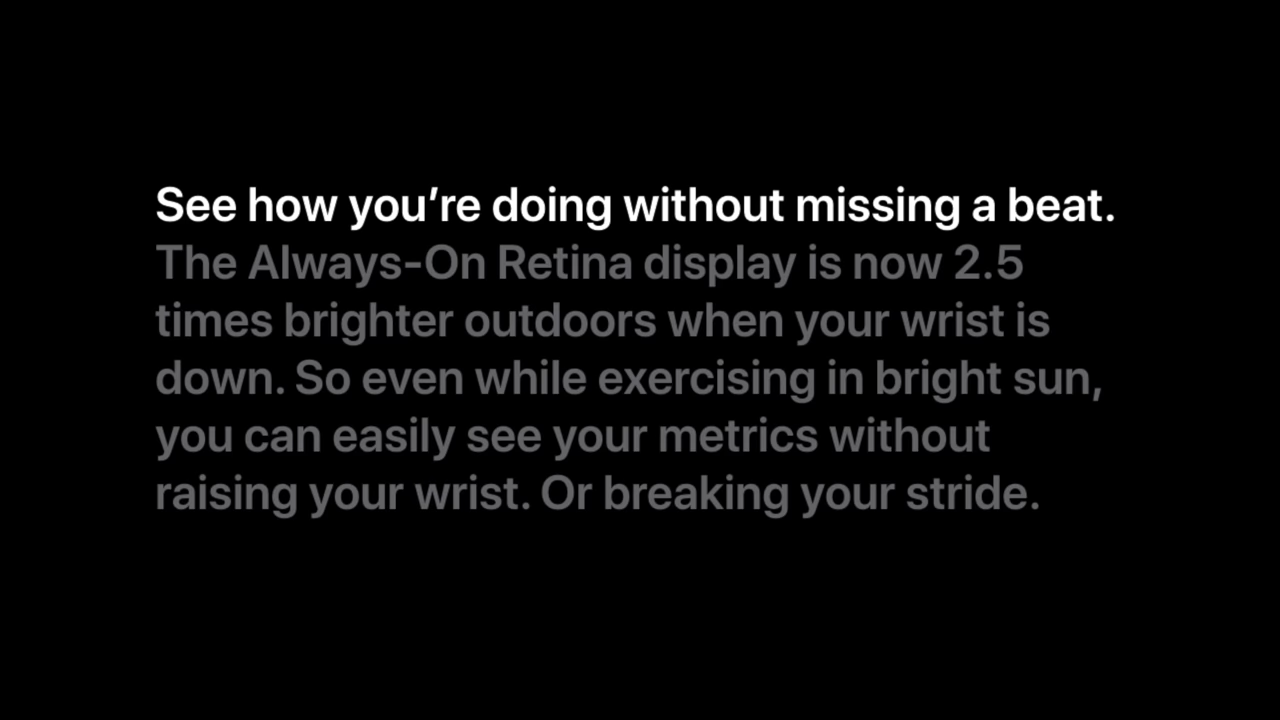 See how you’re doing without missing a beat.
The Always-On Retina display is now 2.5
times brighter outdoors when your wrist is
down. So even while exercising in bright sun,
you can easily see your metrics without
raising your wrist. Or breaking your stride.